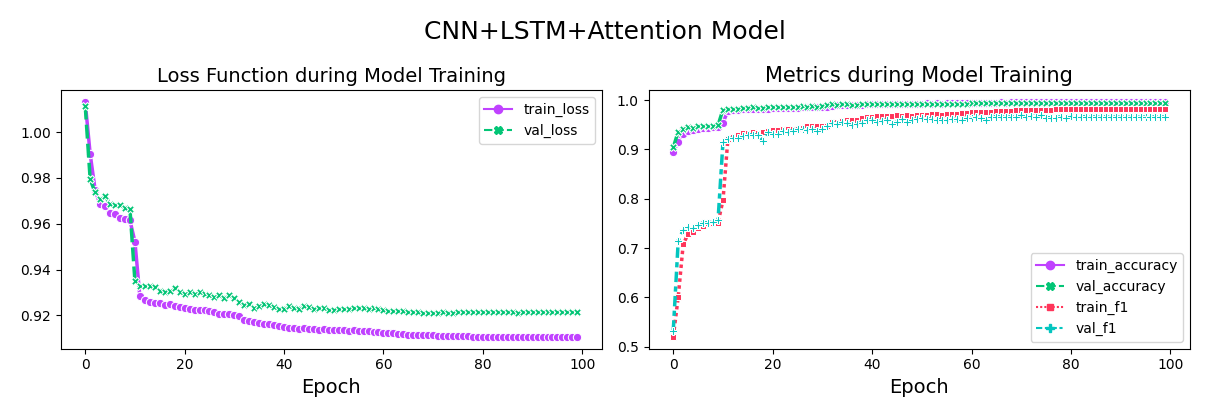 CNN+LSTM+Attention Model
Loss Function during Model Training
train_loss
val_loss
1.00
0.98
0.96
0.94
0.92
0
20
40
60
80
100
Epoch
Metrics during Model Training
1.0
0.9
0.8
0.7
0.6
0.5
train_accuracy
val_accuracy
train_f1
val_f1
0
20
40
60
80
100
Epoch